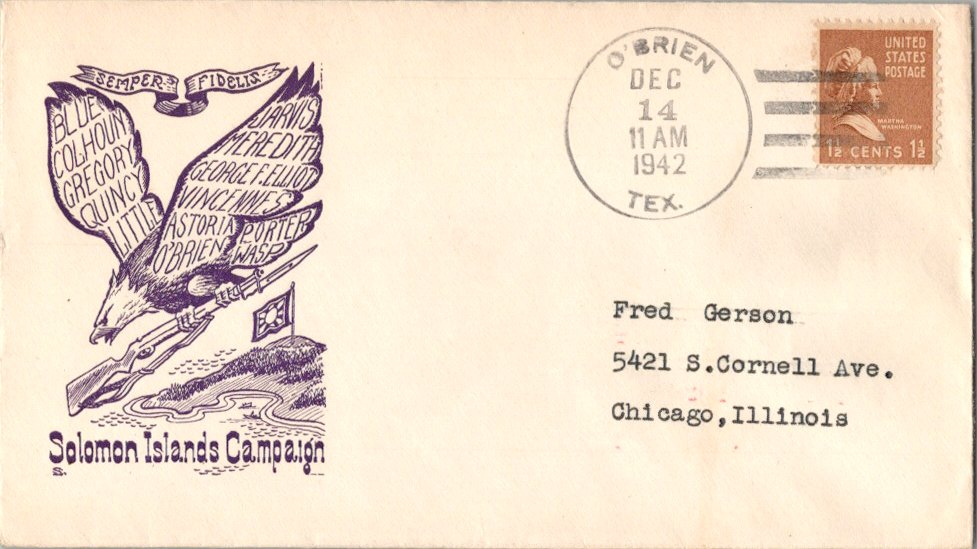 SEMPER FIDELIS
BLUE
COLHOUN
GREGORY
QUINCY
LITTLE
JARVIS
MEREDITH
GEORGE F. ELLIOT
VINCENNES
ASTORIA
O'BRIEN
PORTER
WASP
Solomon Islands Campaign
S.
O'BRIEN
DEC
14
11 AM
1942
TEX.
UNITED
STATES
POSTAGE
MARTHA
WASHINGTON
1½ CENTS 1½
Fred Gerson
5421 S.Cornell Ave.
Chicago,Illinois